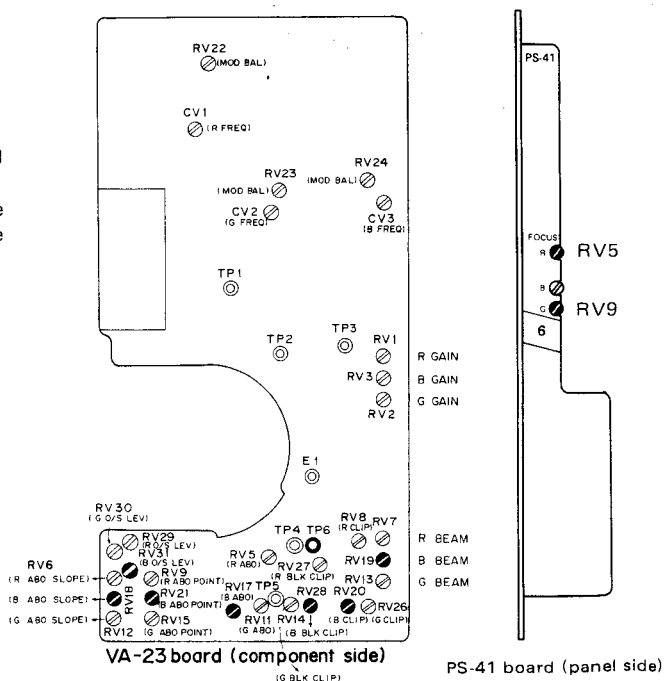 RV22
(MOD BAL)
PS-41
CV1
(R FREQ)
RV24
RV23
(MOD BAL)
(MOD BAL)
CV2
(G FREQ)
CV3
(B FREQ)
FOCUS
R
RV5
B
G
RV9
6
TP1
TP2
TP3
RV1
R GAIN
RV3
B GAIN
RV2
G GAIN
E1
RV30
(G O/S LEV)
RV29
(R O/S LEV)
RV31
(B O/S LEV)
TP4
TP6
RV8
(R CLIP)
RV7
R BEAM
RV6
(R ABO SLOPE)
RV9
(R ABO POINT)
RV5
(R ABO)
RV27
(R BLK CLIP)
RV19
B BEAM
(B ABO SLOPE)
RV18
RV21
(B ABO POINT)
RV17
(B ABO)
TP5
RV28
RV20
RV13
G BEAM
(G ABO SLOPE)
RV12
RV15
(G ABO POINT)
RV11
(G ABO)
RV14
(B BLK CLIP)
(B CLIP)
RV26
(G CLIP)
VA-23 board (component side)
(G BLK CLIP)
PS-41 board (panel side)